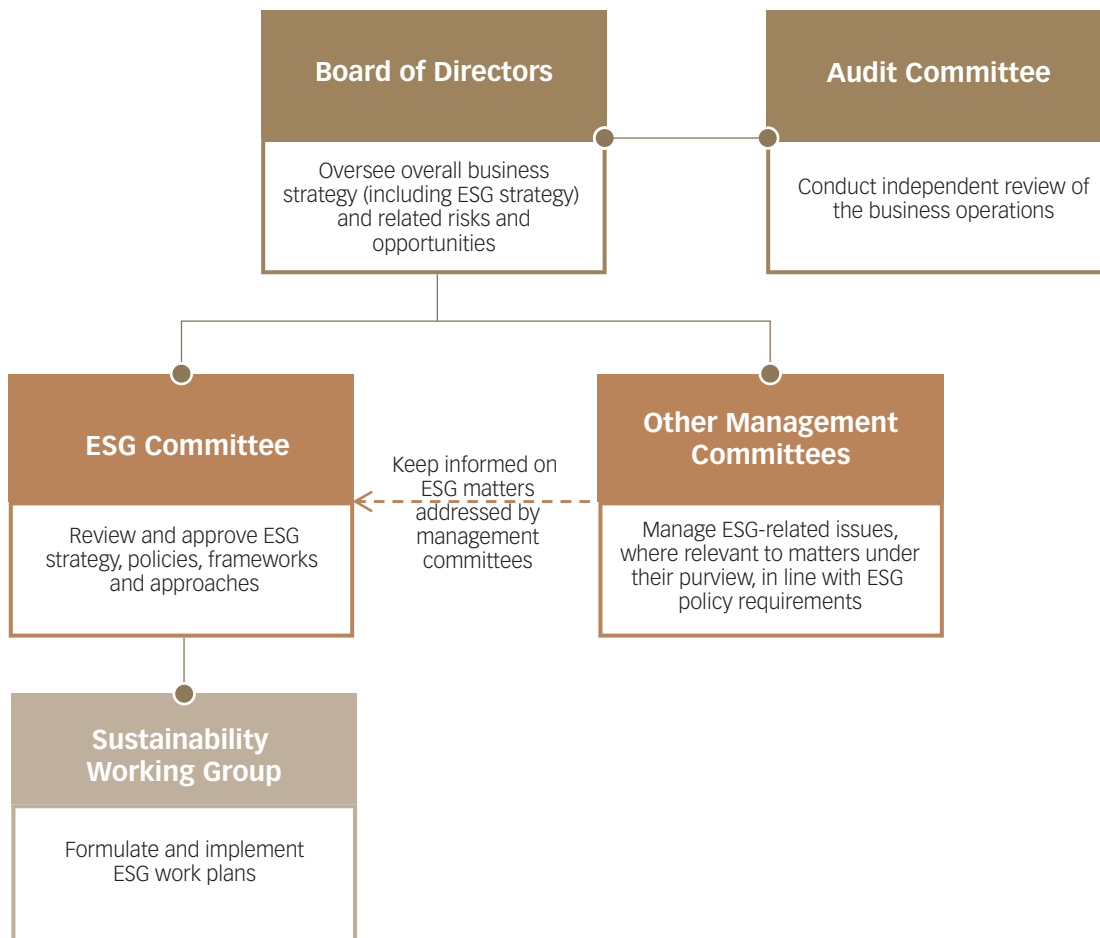 Board of Directors
Oversee overall business
strategy (including ESG strategy)
and related risks and
opportunities
Audit Committee
Conduct independent review of
the business operations
ESG Committee
Review and approve ESG
strategy, policies, frameworks
and approaches
Keep informed on
ESG matters
addressed by
management
committees
Other Management
Committees
Manage ESG-related issues,
where relevant to matters under
their purview, in line with ESG
policy requirements
Sustainability
Working Group
Formulate and implement
ESG work plans